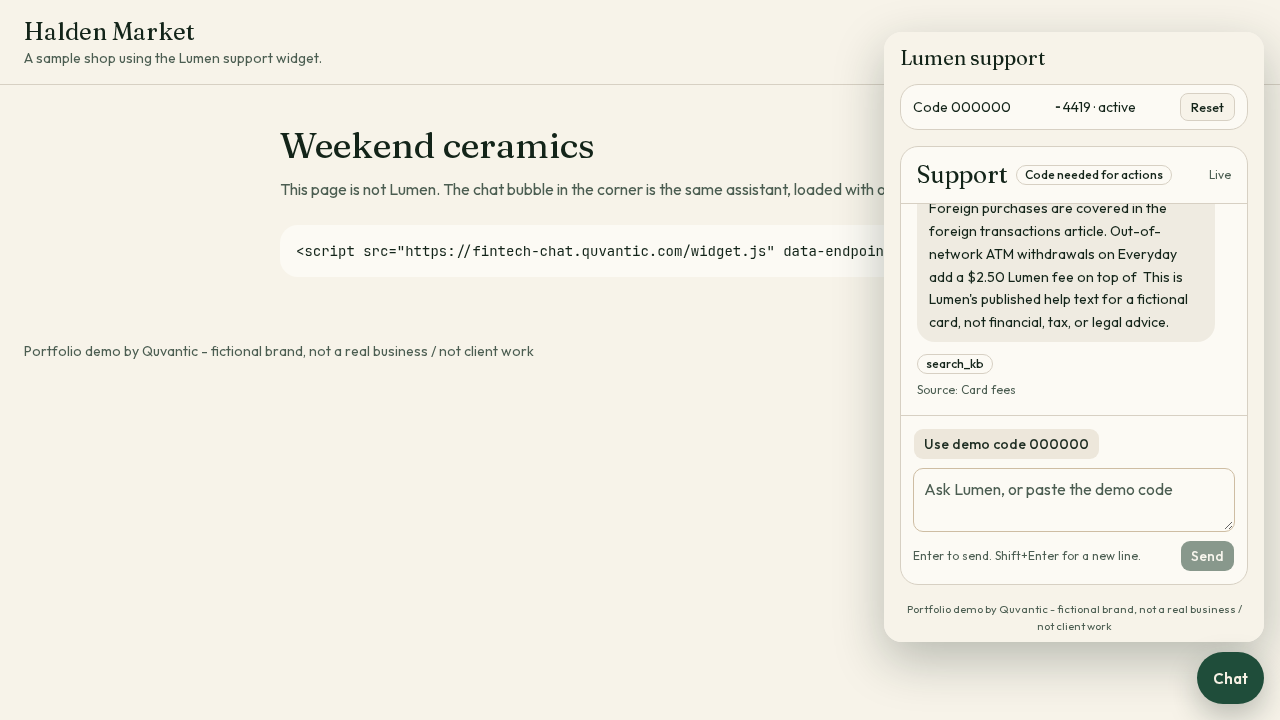 Halden Market
A sample shop using the Lumen support widget.
Weekend ceramics
This page is not Lumen. The chat bubble in the corner is the same assistant, loaded with
<script src="https://fintech-chat.quvantic.com/widget.js" data-endpoin
Portfolio demo by Quvantic - fictional brand, not a real business / not client work
Lumen support
Code 000000
-4419 · active
Reset
Support
Code needed for actions
Live
Foreign purchases are covered in the
foreign transactions article. Out-of-
network ATM withdrawals on Everyday
add a $2.50 Lumen fee on top of  This is
Lumen's published help text for a fictional
card, not financial, tax, or legal advice.
search_kb
Source: Card fees
Use demo code 000000
Ask Lumen, or paste the demo code
Enter to send. Shift+Enter for a new line.
Send
Portfolio demo by Quvantic - fictional brand, not a real business /
not client work
Chat